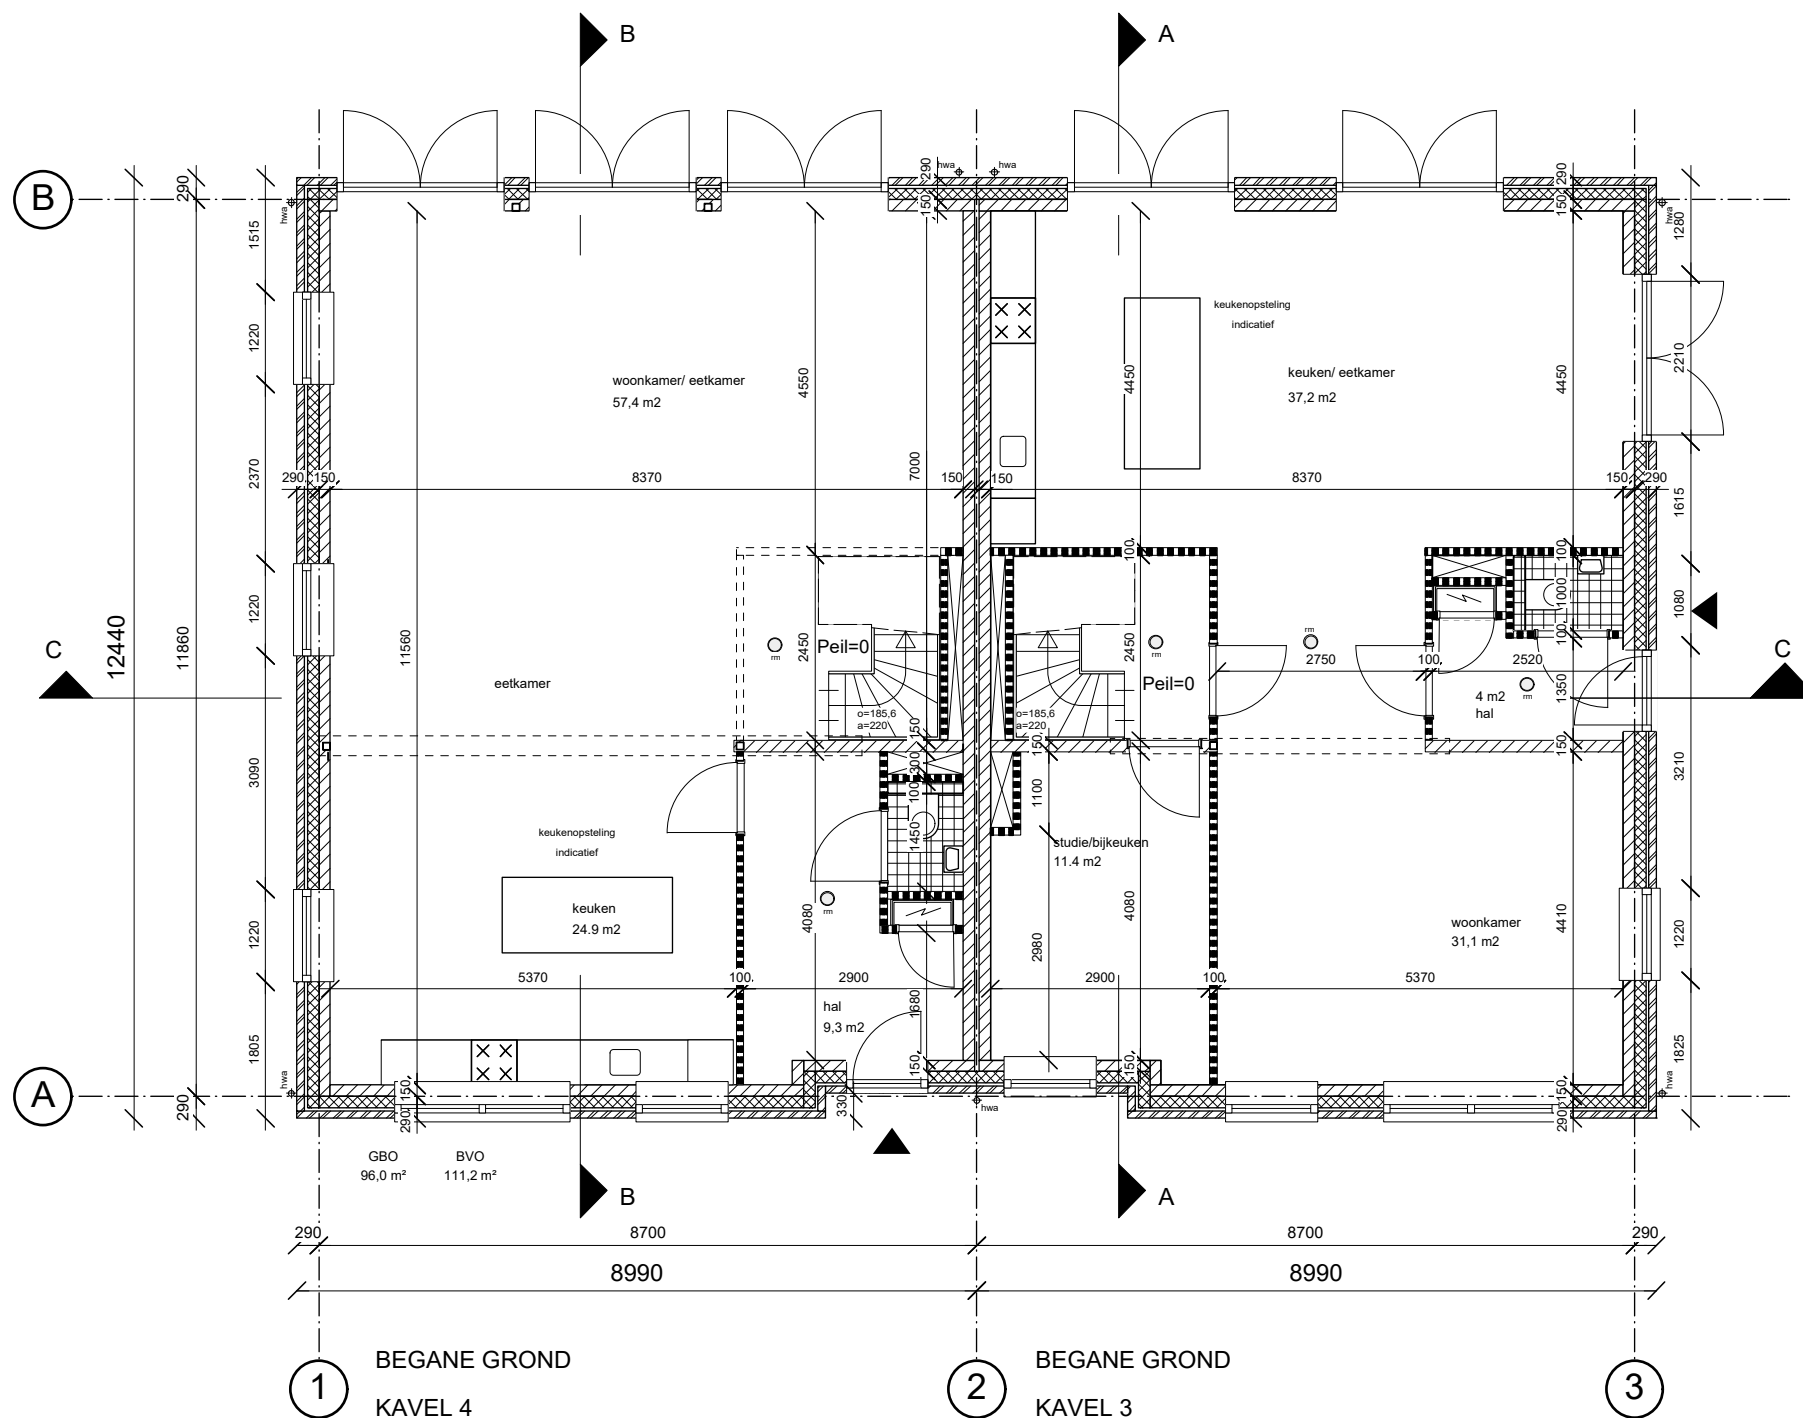 B
A
B
hwa
hwa
290
290
290
290
150
150
hwa
hwa
1515
1280
keukenopsteling
indicatief
1220
2210
woonkamer/ eetkamer
57,4 m2
4550
4450
keuken/ eetkamer
37,2 m2
4450
2370
7000
290
150
8370
150
150
8370
150
290
1615
100
100
1220
1000
1080
C
12440
11860
11560
rm
2450
Peil=0
rm
2450
rm
100
2750
100
2520
C
eetkamer
Peil=0
rm
1350
4 m2
hal
o=185,6
a=220
o=185,6
a=220
150
150
150
3090
300
3210
100
1100
keukenopsteling
indicatief
1450
studie/bijkeuken
11.4 m2
keuken
24.9 m2
rm
4080
4080
woonkamer
31,1 m2
4410
1220
1220
2980
5370
100
2900
2900
100
5370
hal
9,3 m2
1680
1805
1825
150
150
hwa
hwa
A
150
150
290
330
hwa
290
290
GBO
96,0 m²
BVO
111,2 m²
B
A
290
8700
8700
290
8990
8990
1
BEGANE GROND
KAVEL 4
2
BEGANE GROND
KAVEL 3
3